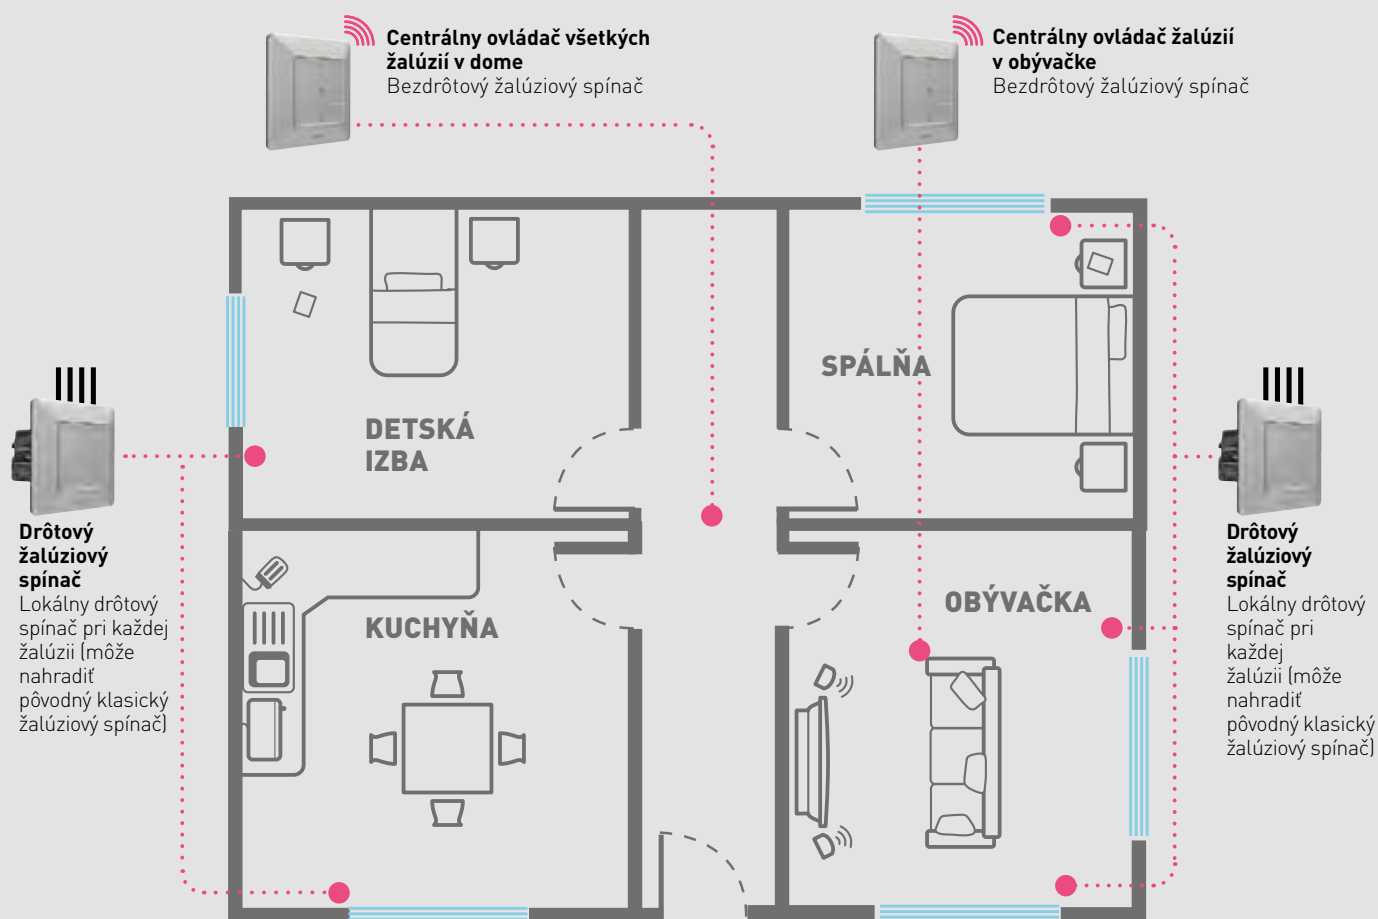 Centrálny ovládač všetkých
žalúzií v dome
Bezdrôtový žalúziový spínač
Centrálny ovládač žalúzií
v obývačke
Bezdrôtový žalúziový spínač
SPÁLŇA
DETSKÁ
IZBA
Drôtový
žalúziový
spínač
Lokálny drôtový
spínač pri každej
žalúzii (môže
nahradiť
pôvodný klasický
žalúziový spínač)
KUCHYŇA
OBÝVAČKA
Drôtový
žalúziový
spínač
Lokálny drôtový
spínač pri
každej
žalúzii (môže
nahradiť
pôvodný klasický
žalúziový spínač)